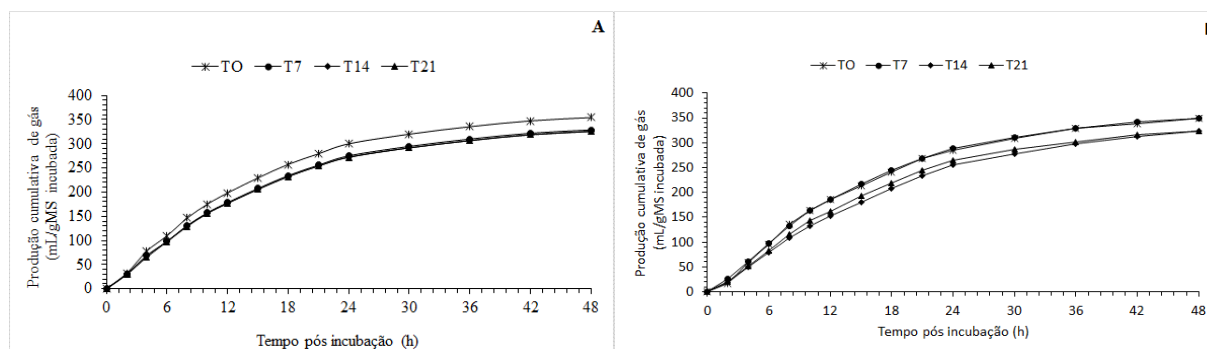 A
TO T7 T14 T21
Produção cumulativa de gás
(mL/gMS incubada)
400
350
300
250
200
150
100
50
0
0 6 12 18 24 30 36 42 48
Tempo pós incubação (h)
TO T7 T14 T21
Produção cumulativa de gás
(mL/gMS incubada)
400
350
300
250
200
150
100
50
0
0 6 12 18 24 30 36 42 48
Tempo pós incubação (h)